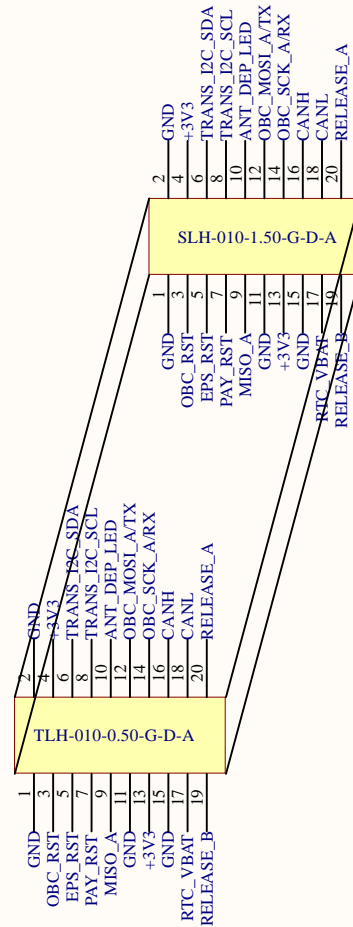 GND
+3V3
TRANS_I2C_SDA
TRANS_I2C_SCL
ANT_DEP_LED
OBC_MOSI_A/TX
OBC_SCK_A/RX
CANH
CANL
RELEASE_A
2
4
6
8
10
12
14
16
18
20
SLH-010-1.50-G-D-A
1
3
5
7
9
11
13
15
17
19
GND
OBC_RST
EPS_RST
PAY_RST
MISO_A
GND
+3V3
GND
RTC_VBAT
RELEASE_B
GND
+3V3
TRANS_I2C_SDA
TRANS_I2C_SCL
ANT_DEP_LED
OBC_MOSI_A/TX
OBC_SCK_A/RX
CANH
CANL
RELEASE_A
2
4
6
8
10
12
14
16
18
20
TLH-010-0.50-G-D-A
1
3
5
7
9
11
13
15
17
19
GND
OBC_RST
EPS_RST
PAY_RST
MISO_A
GND
+3V3
GND
RTC_VBAT
RELEASE_B